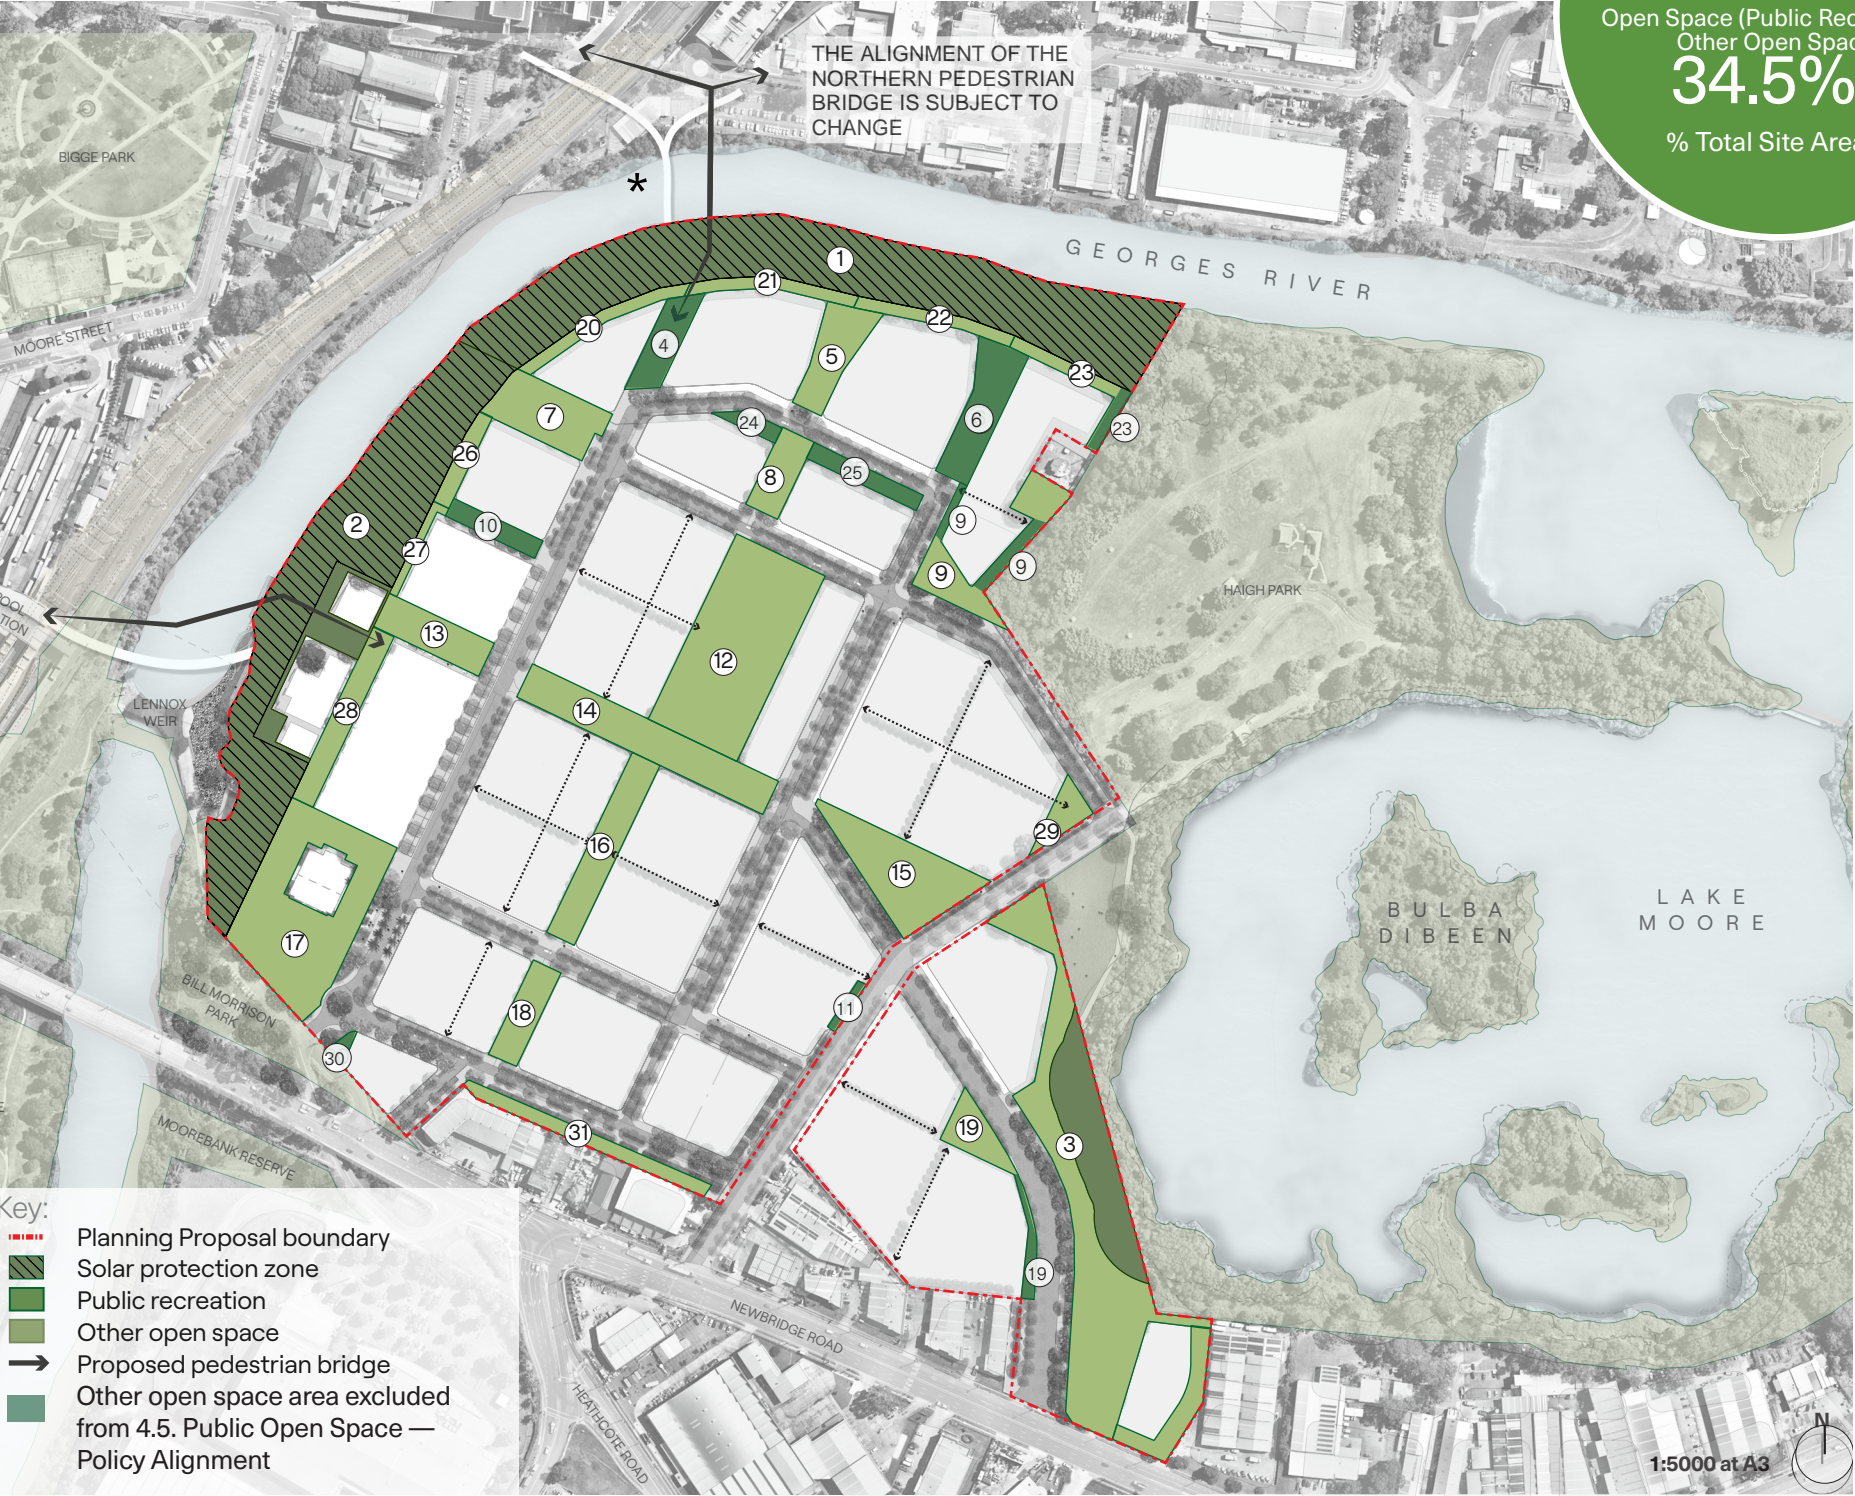 Open Space (Public Rec
Other Open Spac
34.5%
% Total Site Area
THE ALIGNMENT OF THE
NORTHERN PEDESTRIAN
BRIDGE IS SUBJECT TO
CHANGE
*
BIGGE PARK
MOORE STREET
GEORGES RIVER
1
21
20
22
4
5
23
7
6
23
24
26
8
25
2
10
9
27
9
9
HAIGH PARK
13
12
OOL
TION
LENNOX
WEIR
28
14
16
29
15
BULBA
DIBEEN
LAKE
MOORE
17
BILL MORRISON
PARK
18
11
30
31
19
3
MOOREBANK RESERVE
19
NEWBRIDGE ROAD
HEATHCOTE ROAD
Key:
Planning Proposal boundary
Solar protection zone
Public recreation
Other open space
Proposed pedestrian bridge
Other open space area excluded
from 4.5. Public Open Space —
Policy Alignment
N
1:5000 at A3